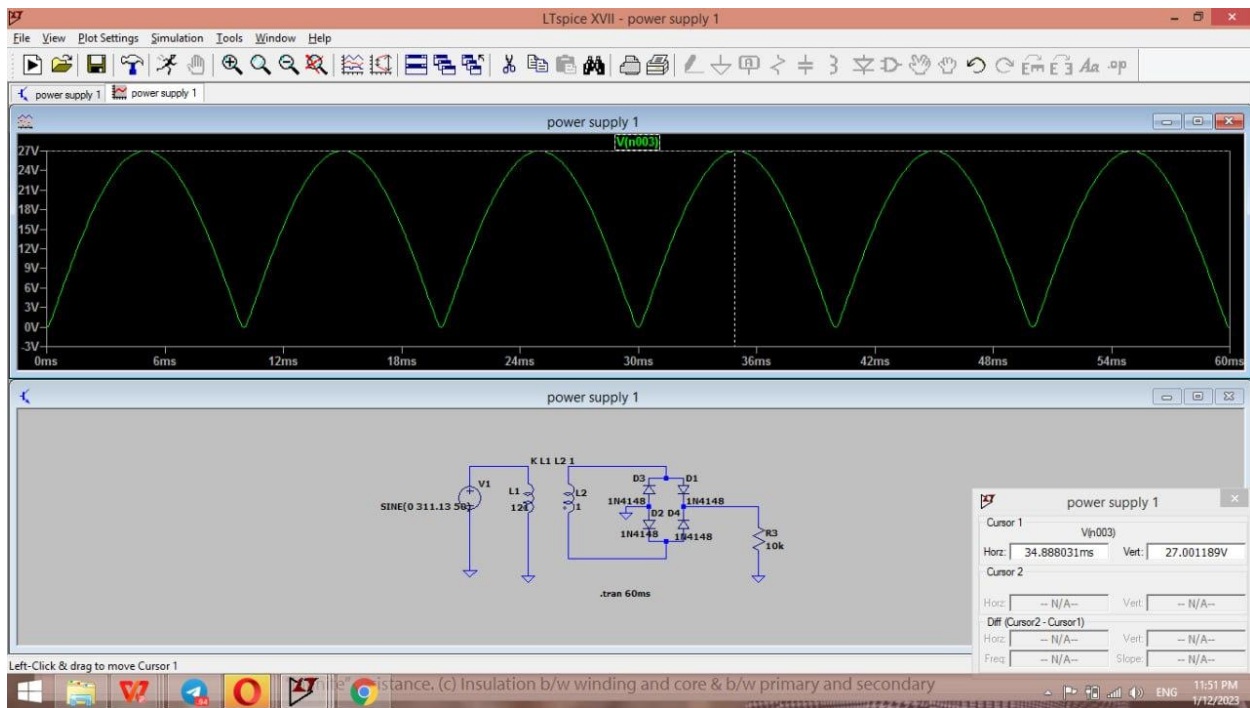 LTspice XVII - power supply 1
File View Plot Settings Simulation Tools Window Help
power supply 1 power supply 1
power supply 1
V(n003)
27V
24V
21V
18V
15V
12V
9V
6V
3V
0V
-3V
0ms 6ms 12ms 18ms 24ms 30ms 36ms 42ms 48ms 54ms 60ms
power supply 1
K L1 L2 1
V1
SINE(0 311.13 50)
L1
L2
1
D3 D1
1N4148 1N4148
D2 D4
1N4148 1N4148
R3
10k
.tran 60ms
power supply 1
Cursor 1
V(n003)
Horz: 34.888031ms Vert: 27.001189V
Cursor 2
Horz: -- N/A-- Vert: -- N/A--
Diff (Cursor2 - Cursor1)
Horz: -- N/A-- Vert: -- N/A--
Freq: -- N/A-- Slope: -- N/A--
Left-Click & drag to move Cursor 1
(c) Insulation b/w winding and core & b/w primary and secondary
ENG
11:51 PM
1/12/2023